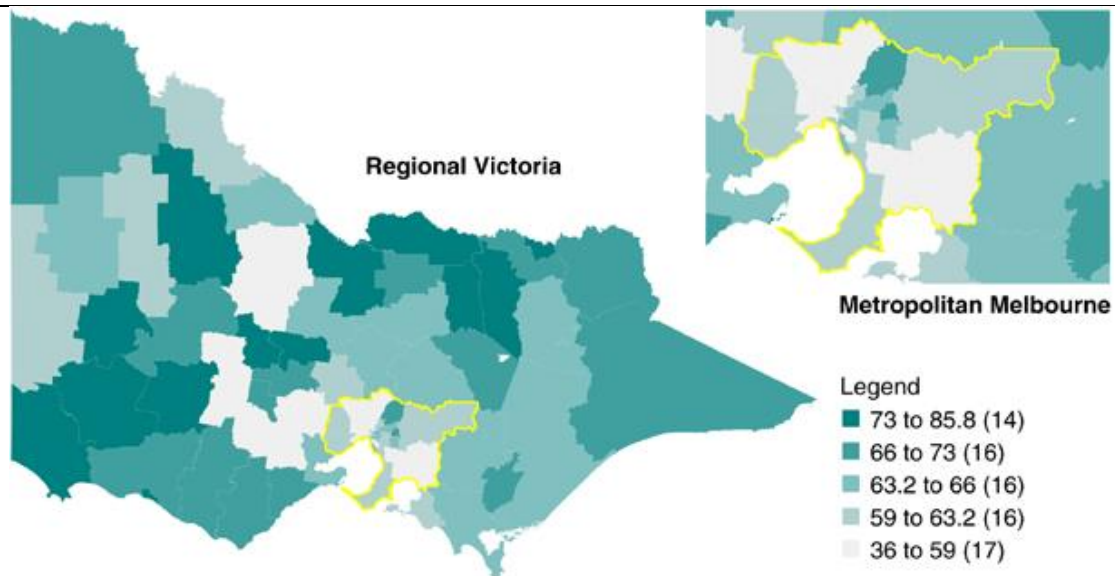 Regional Victoria
Metropolitan Melbourne
Legend
73 to 85.8 (14)
66 to 73 (16)
63.2 to 66 (16)
59 to 63.2 (16)
36 to 59 (17)